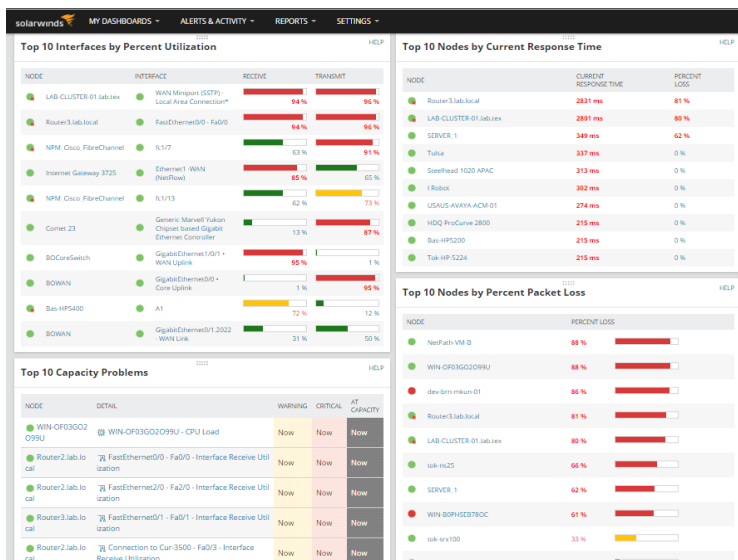 solarwinds MY DASHBOARDS ALERTS & ACTIVITY REPORTS SETTINGS
Top 10 Interfaces by Percent Utilization HELP
NODE INTERFACE RECEIVE TRANSMIT
LAB-CLUSTER-01.lab.tex WAN Miniport (SSTP) - Local Area Connection* 94 % 96 %
Router3.lab.local FastEthernet0/0 - Fa0/0 94 % 96 %
NPM_Cisco_FibreChannel fc1/7 63 % 91 %
Internet Gateway 3725 Ethernet1 -WAN (NetFlow) 85 % 65 %
NPM_Cisco_FibreChannel fc1/13 62 % 73 %
Comet 23 Generic Marvell Yukon Chipset based Gigabit Ethernet Controller 13 % 87 %
BOCoreSwitch GigabitEthernet1/0/1 • WAN Uplink 95 % 1 %
BOWAN GigabitEthernet0/0 • Core Uplink 1 % 95 %
Bas-HP5400 A1 72 % 12 %
BOWAN GigabitEthernet0/1.2022 - WAN Link 31 % 50 %
Top 10 Capacity Problems HELP
NODE DETAIL WARNING CRITICAL AT CAPACITY
WIN-OF03GO2O99U WIN-OF03GO2O99U - CPU Load Now Now Now
Router2.lab.local FastEthernet0/0 - Fa0/0 - Interface Receive Utilization Now Now Now
Router2.lab.local FastEthernet2/0 - Fa2/0 - Interface Receive Utilization Now Now Now
Router3.lab.local FastEthernet0/1 - Fa0/1 - Interface Receive Utilization Now Now Now
Router2.lab.local Connection to Cur-3500 - Fa0/3 - Interface Receive Utilization Now Now Now
Top 10 Nodes by Current Response Time HELP
NODE CURRENT RESPONSE TIME PERCENT LOSS
Router3.lab.local 2831 ms 81 %
LAB-CLUSTER-01.lab.tex 2801 ms 80 %
SERVER_1 349 ms 62 %
Tulsa 337 ms 0 %
Steelhead 1020 APAC 313 ms 0 %
I Robot 302 ms 0 %
USAUS-AVAYA-ACM-01 274 ms 0 %
HDQ ProCurve 2800 215 ms 0 %
Bas-HP5200 215 ms 0 %
Tok-HP-5224 215 ms 0 %
Top 10 Nodes by Percent Packet Loss HELP
NODE PERCENT LOSS
NetPath-VM-B 88 %
WIN-OF03GO2O99U 88 %
dev-brn-mkun-01 86 %
Router3.lab.local 81 %
LAB-CLUSTER-01.lab.tex 80 %
tok-ns25 66 %
SERVER_1 62 %
WIN-B0PHSEB78OC 61 %
tok-srx100 33 %